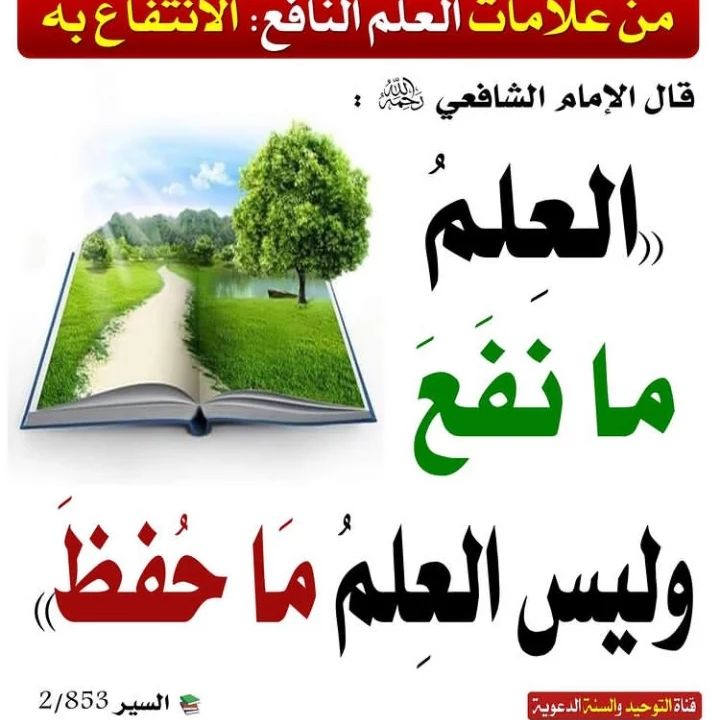 من علامات العلم النافع: الانتفاع به
قال الإمام الشافعي رحمه الله :
((العِلمُ
ما نَفَعَ
وليس العِلمُ مَا حُفظَ))
السير 2/853
قناة التوحيد والسنة الدعوية